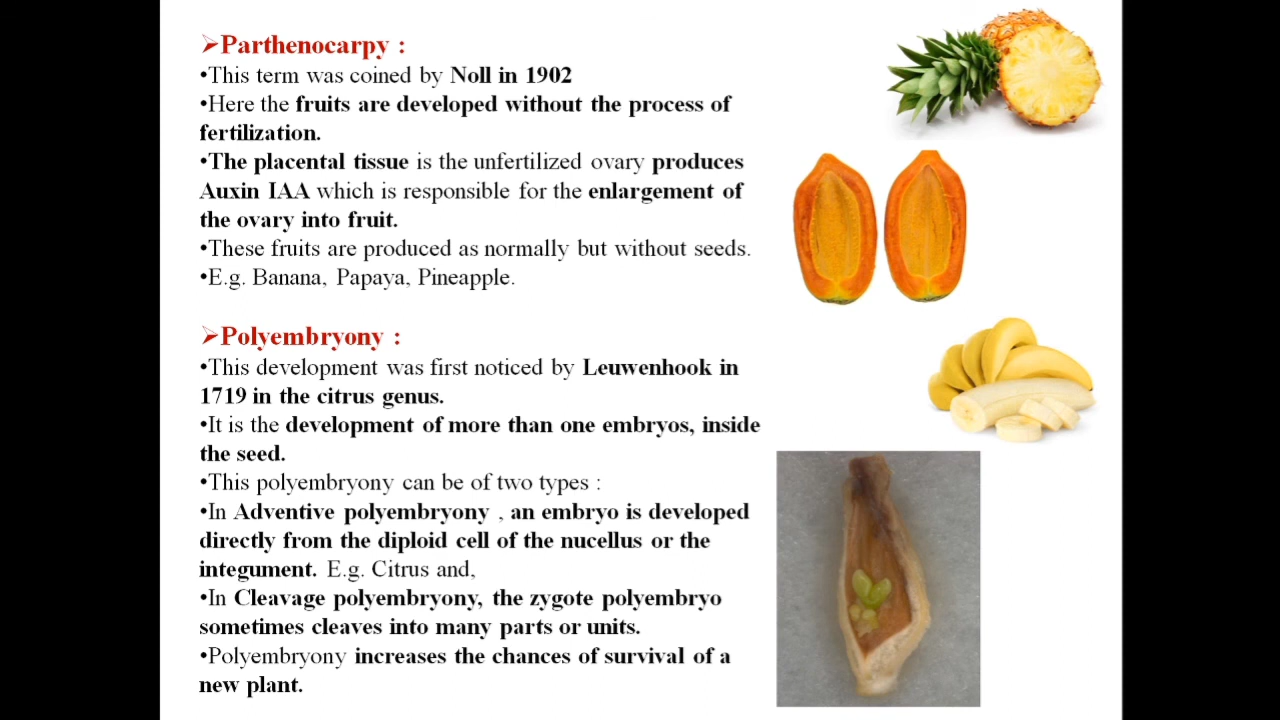 ➢Parthenocarpy :
•This term was coined by Noll in 1902
•Here the fruits are developed without the process of
fertilization.
•The placental tissue is the unfertilized ovary produces
Auxin IAA which is responsible for the enlargement of
the ovary into fruit.
•These fruits are produced as normally but without seeds.
•E.g. Banana, Papaya, Pineapple.
➢Polyembryony :
•This development was first noticed by Leuwenhook in
1719 in the citrus genus.
•It is the development of more than one embryos, inside
the seed.
•This polyembryony can be of two types :
•In Adventive polyembryony , an embryo is developed
directly from the diploid cell of the nucellus or the
integument. E.g. Citrus and,
•In Cleavage polyembryony, the zygote polyembryo
sometimes cleaves into many parts or units.
•Polyembryony increases the chances of survival of a
new plant.